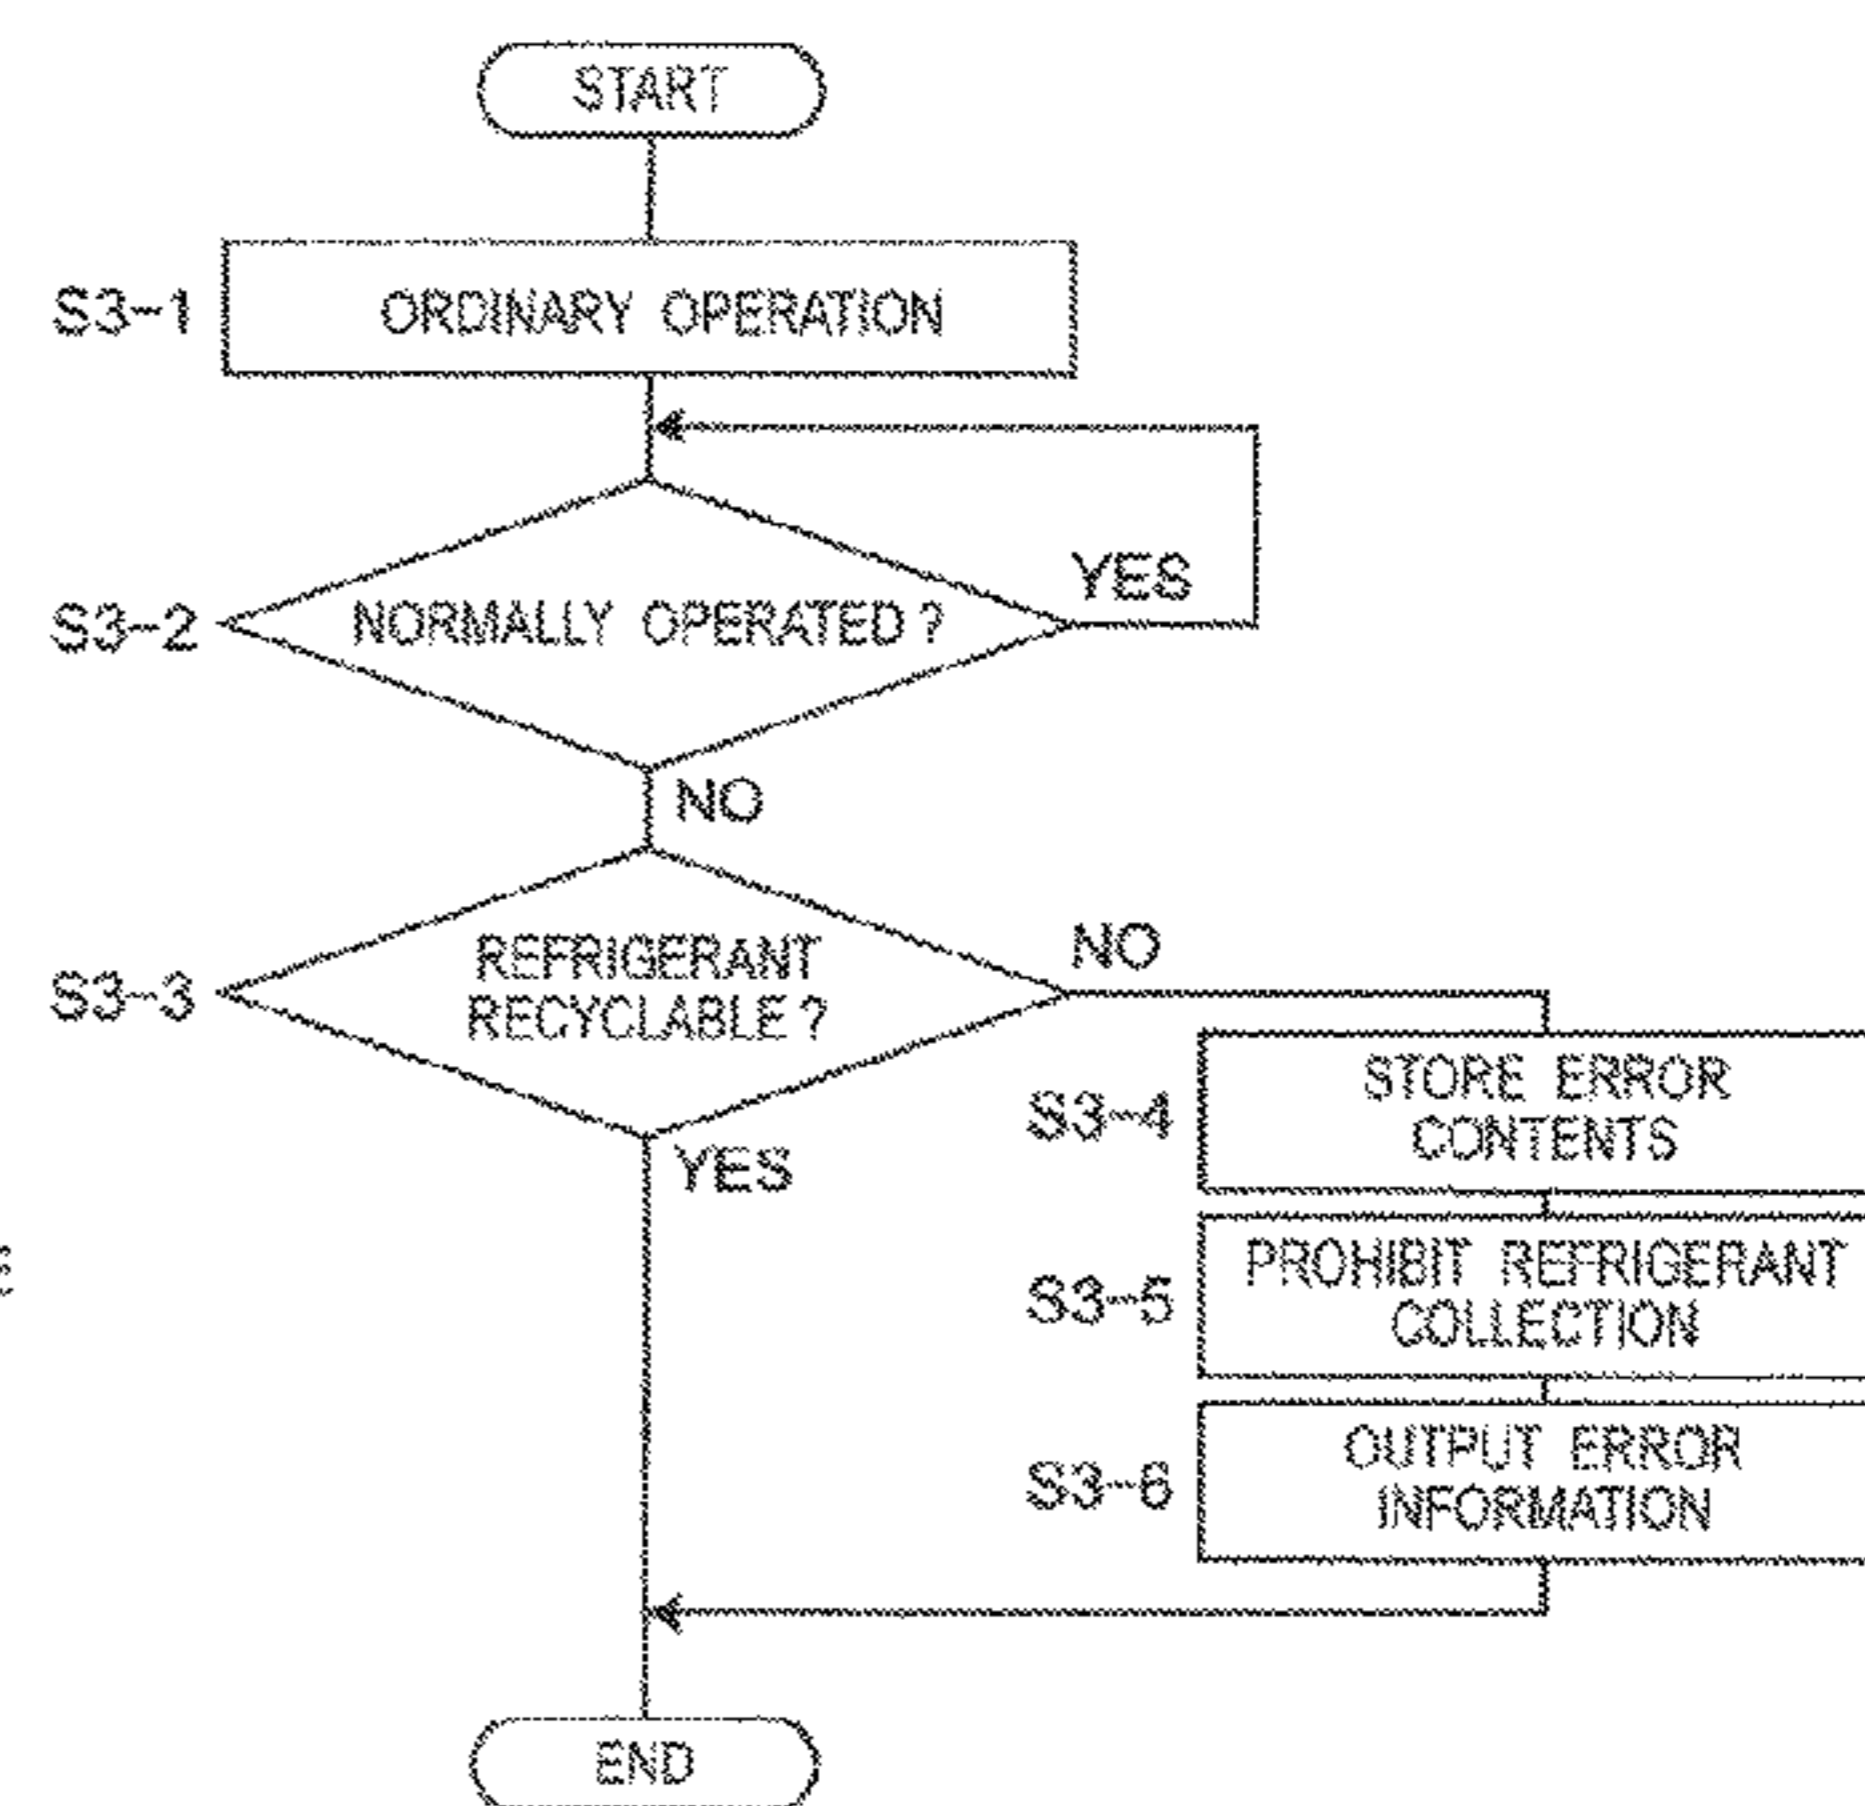 START
S3-1
ORDINARY OPERATION
S3-2
NORMALLY OPERATED ?
YES
NO
S3-3
REFRIGERANT
RECYCLABLE ?
NO
YES
S3-4
STORE ERROR
CONTENTS
S3-5
PROHIBIT REFRIGERANT
COLLECTION
S3-6
OUTPUT ERROR
INFORMATION
END